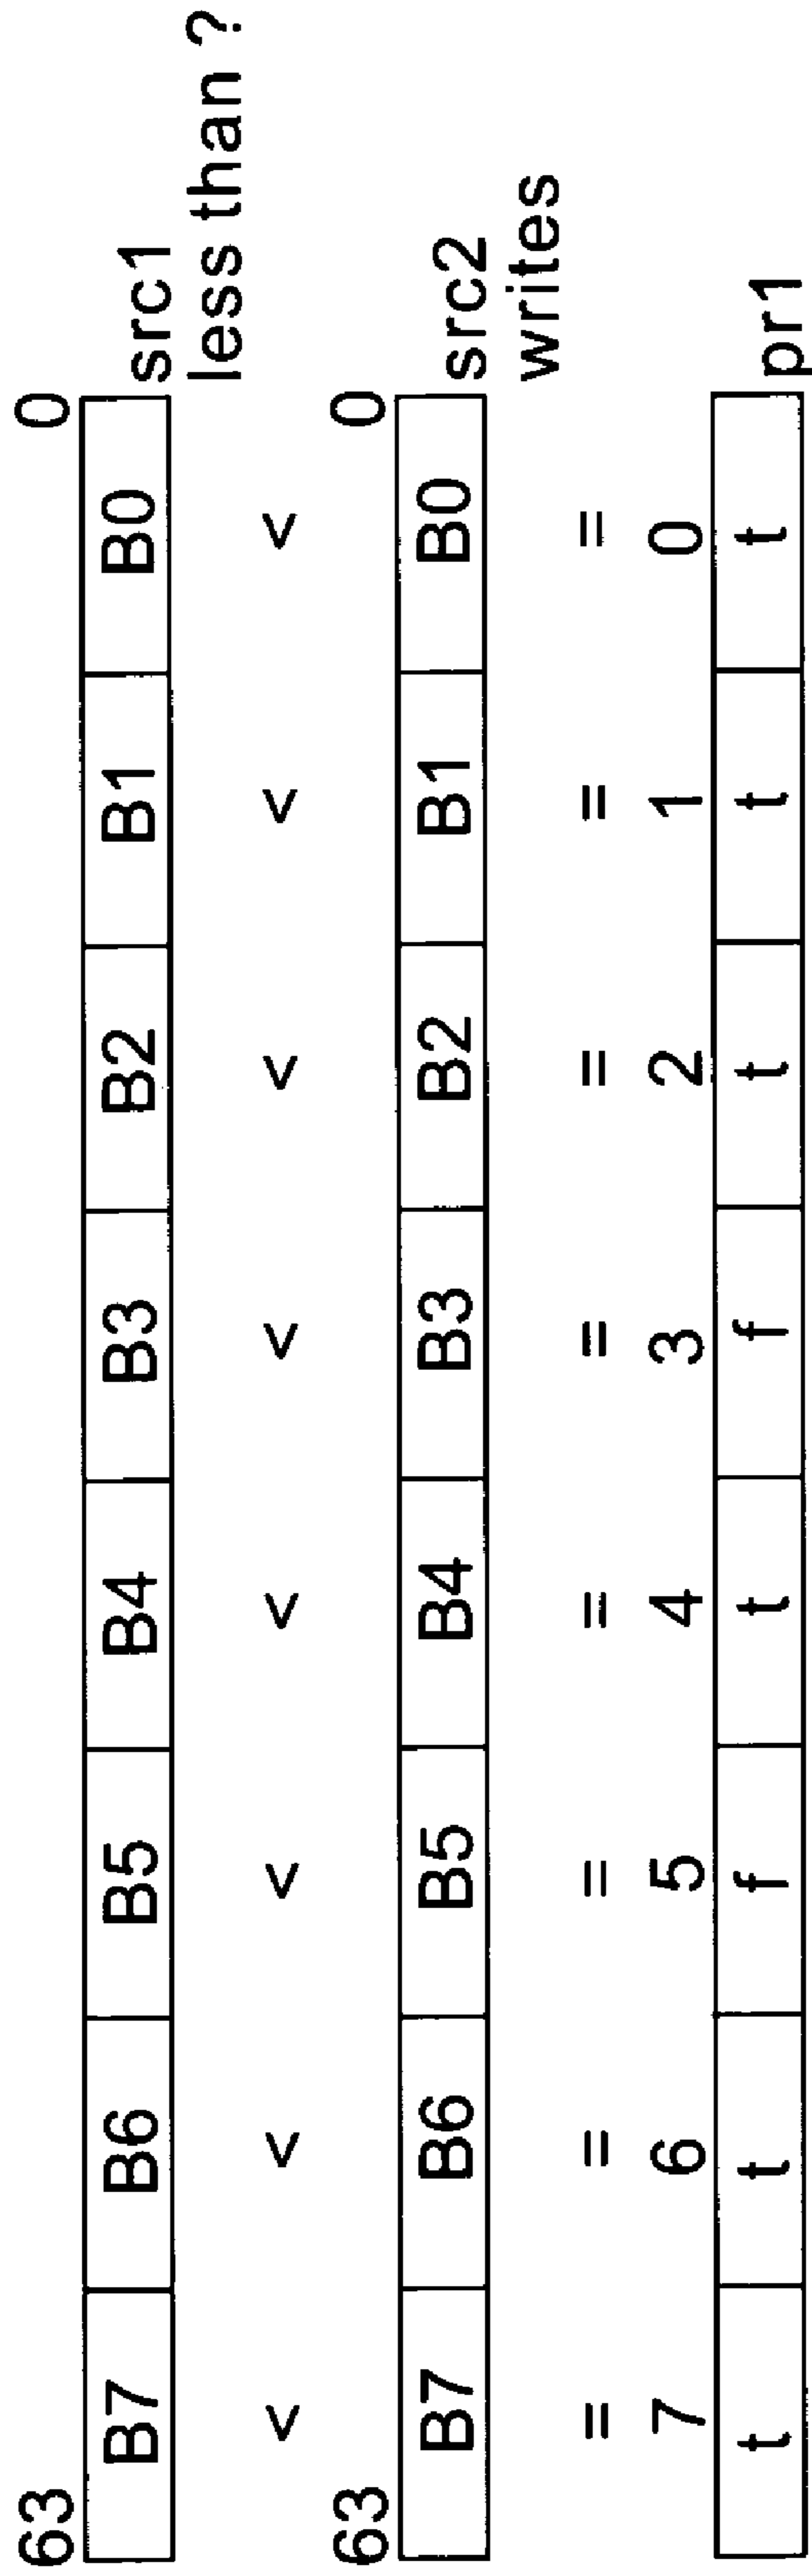 63 0
B7 B6 B5 B4 B3 B2 B1 B0 src1
< < < < < < < < less than ?
63 0
B7 B6 B5 B4 B3 B2 B1 B0 src2
= = = = = = = = writes
7 6 5 4 3 2 1 0
t t f t f t t t pr1